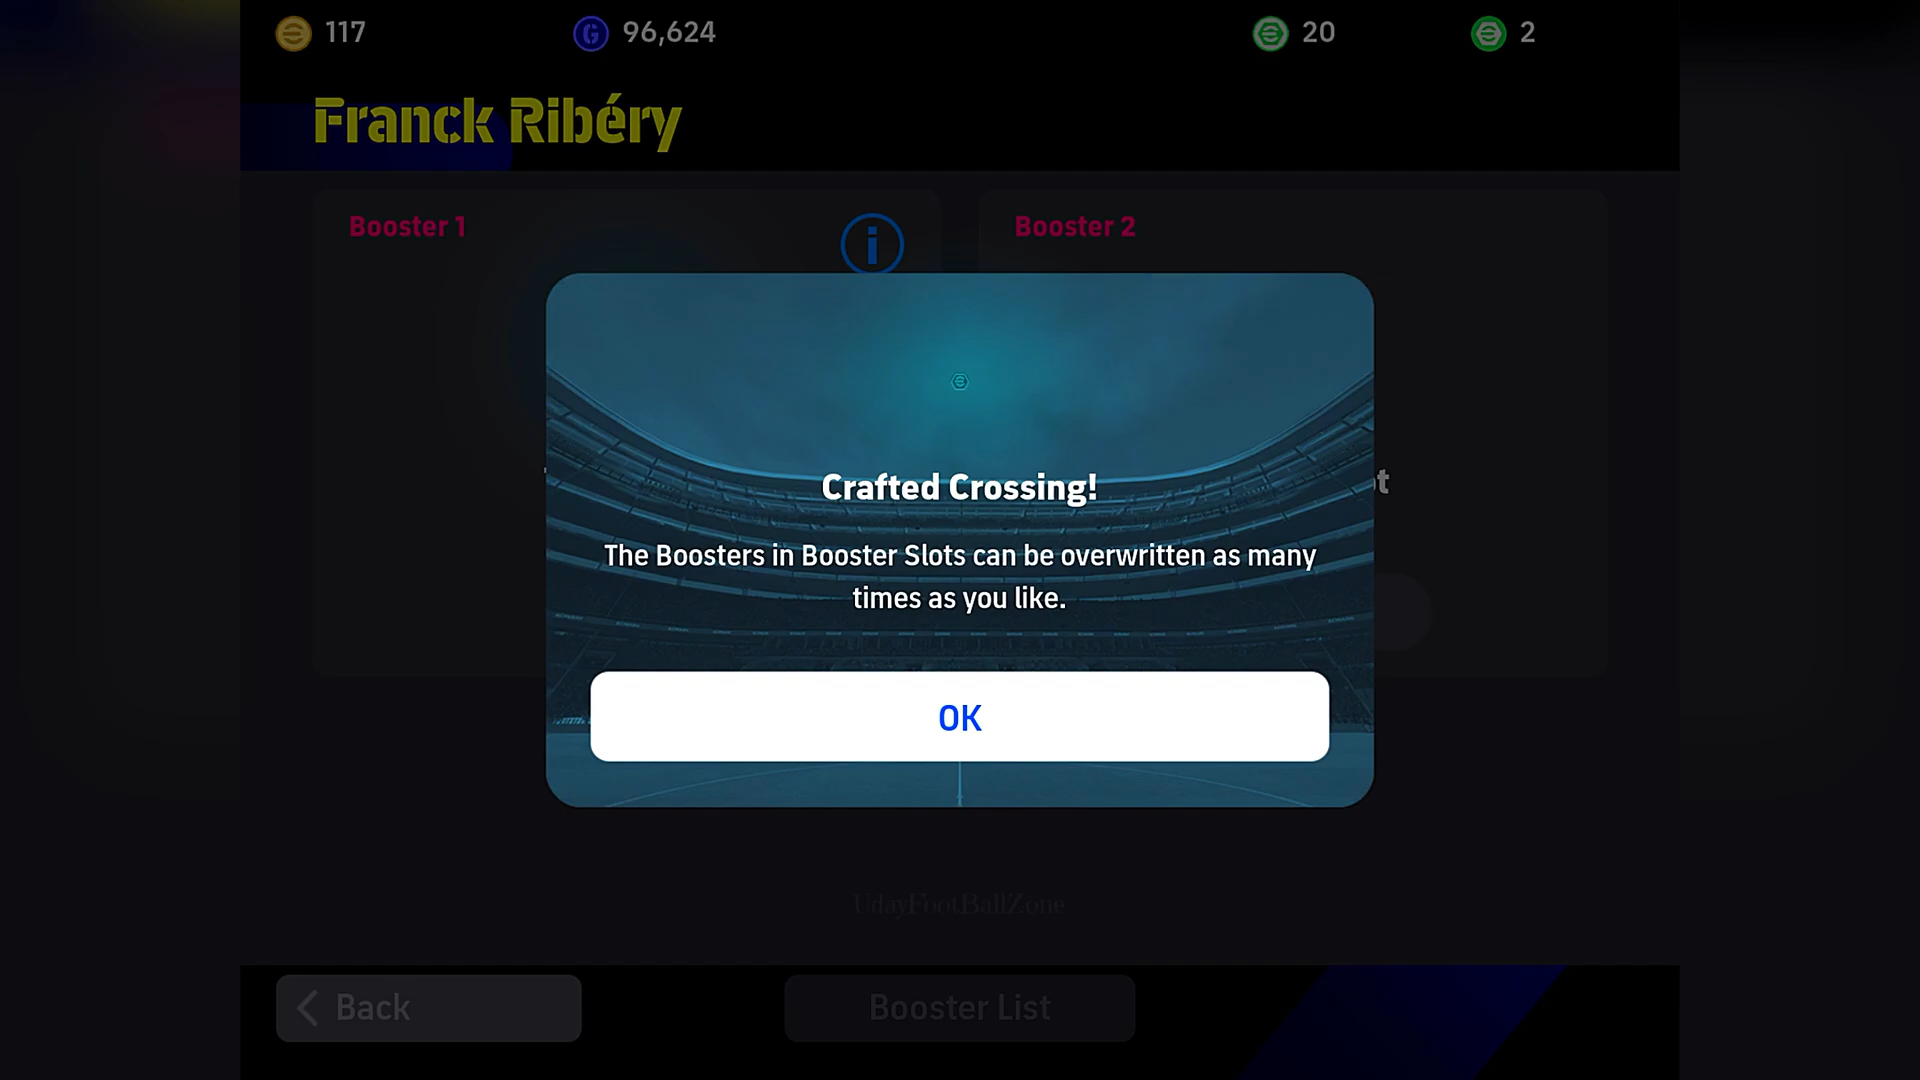 117
96,624
20
2
Franck Ribéry
Booster 1
Booster 2
Crafted Crossing!
The Boosters in Booster Slots can be overwritten as many
times as you like.
OK
UdayFootBallZone
Back
Booster List